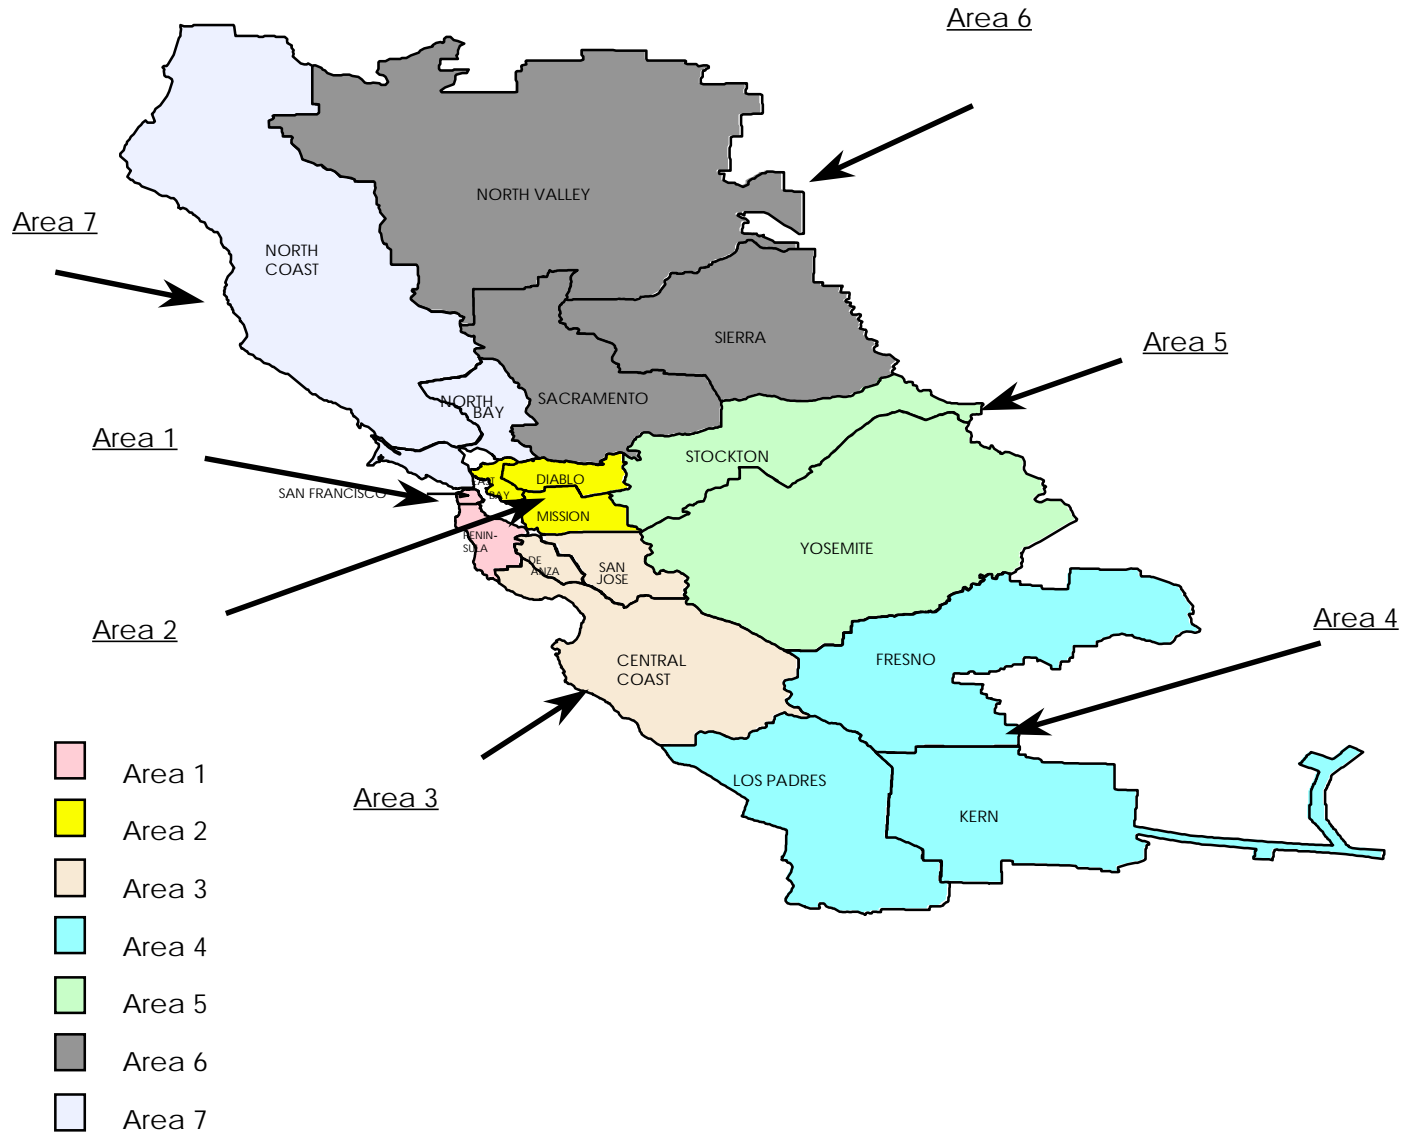 Area 6
NORTH VALLEY
Area 7
NORTH
COAST
SIERRA
Area 5
NORTH
BAY
SACRAMENTO
Area 1
STOCKTON
EAST
BAY
DIABLO
SAN FRANCISCO
MISSION
PENIN-
SULA
YOSEMITE
DE
ANZA
SAN
JOSE
Area 2
Area 4
FRESNO
CENTRAL
COAST
LOS PADRES
Area 3
KERN
Area 1
Area 2
Area 3
Area 4
Area 5
Area 6
Area 7